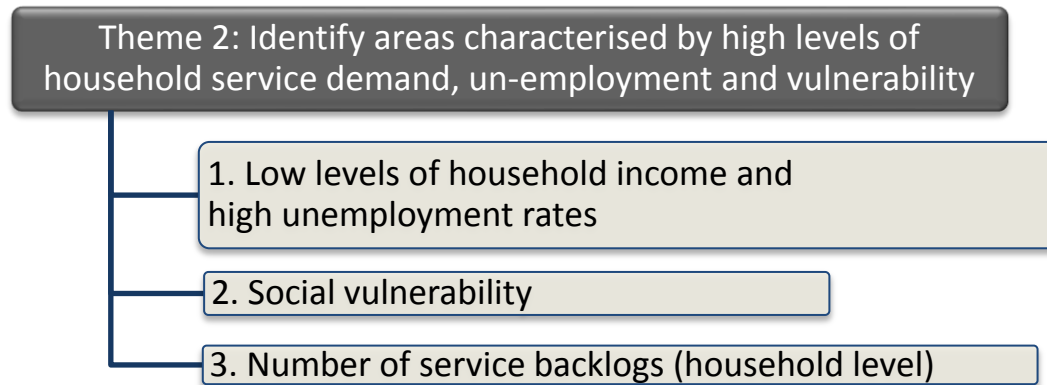 Theme 2: Identify areas characterised by high levels of
household service demand, un-employment and vulnerability
1. Low levels of household income and
high unemployment rates
2. Social vulnerability
3. Number of service backlogs (household level)